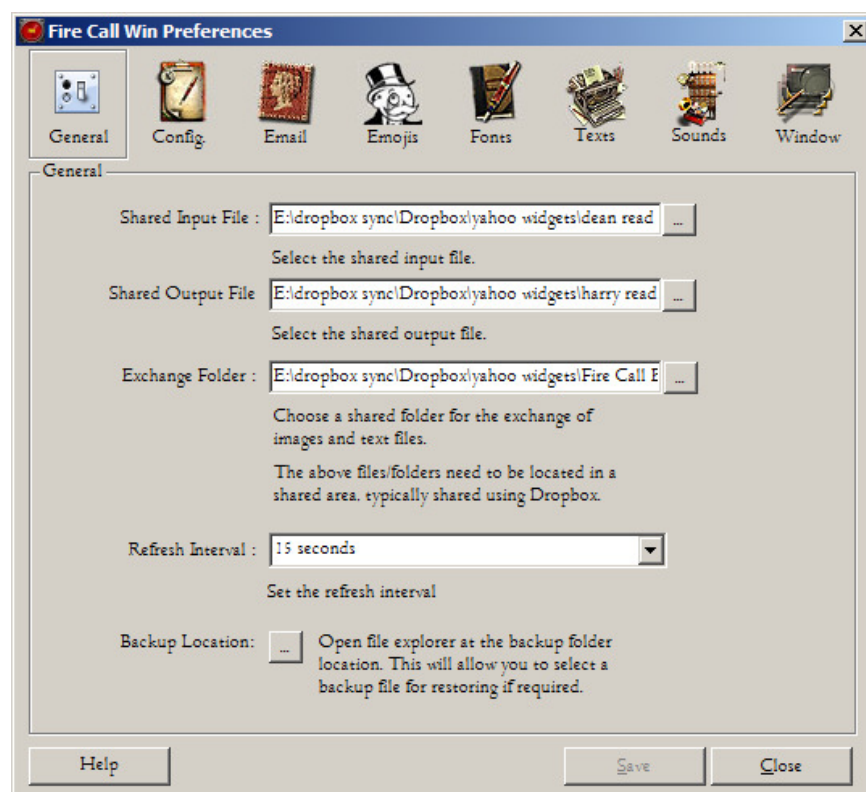 Fire Call Win Preferences
General Config. Email Emojis Fonts Texts Sounds Window
General
Shared Input File : E:\dropbox sync\Dropbox\yahoo widgets\dean read ...
Select the shared input file.
Shared Output File E:\dropbox sync\Dropbox\yahoo widgets\harry read ...
Select the shared output file.
Exchange Folder : E:\dropbox sync\Dropbox\yahoo widgets\Fire Call E ...
Choose a shared folder for the exchange of
images and text files.
The above files/folders need to be located in a
shared area, typically shared using Dropbox.
Refresh Interval : 15 seconds
Set the refresh interval
Backup Location: ... Open file explorer at the backup folder
location. This will allow you to select a
backup file for restoring if required.
Help Save Close